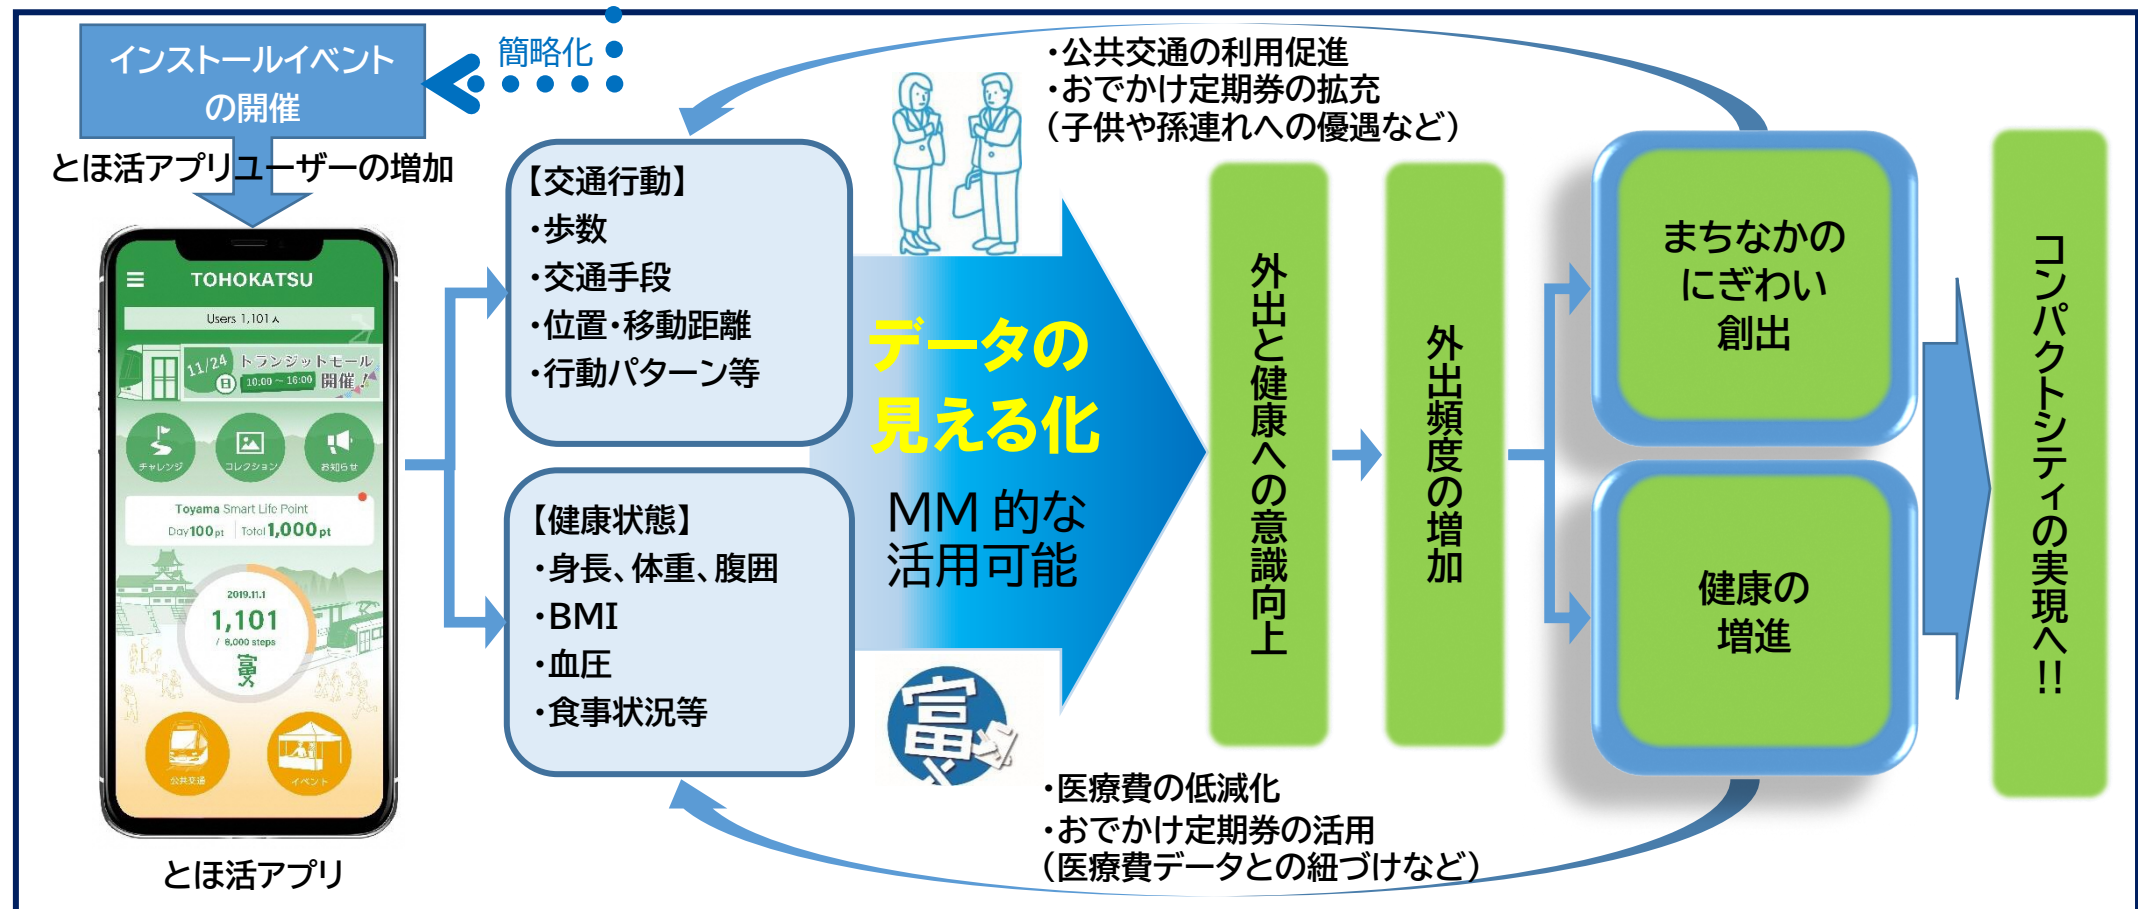 インストールイベント
の開催
簡略化
とほ活アプリユーザーの増加
TOHOKATSU
Users 1,101人
11/24
日
トランジットモール
10:00～16:00
開催!
チャレンジ
コレクション
お知らせ
Toyama Smart Life Point
Day100pt Total1,000pt
2019.11.1
1,101
/ 8,000 steps
公共交通
イベント
とほ活アプリ
【交通行動】
・歩数
・交通手段
・位置・移動距離
・行動パターン等
【健康状態】
・身長、体重、腹囲
・BMI
・血圧
・食事状況等
データの
見える化
MM 的な
活用可能
・公共交通の利用促進
・おでかけ定期券の拡充
（子供や孫連れへの優遇など）
外出と健康への意識向上
外出頻度の増加
まちなかの
にぎわい
創出
健康の
増進
・医療費の低減化
・おでかけ定期券の活用
（医療費データとの紐づけなど）
コンパクトシティの実現へ!!